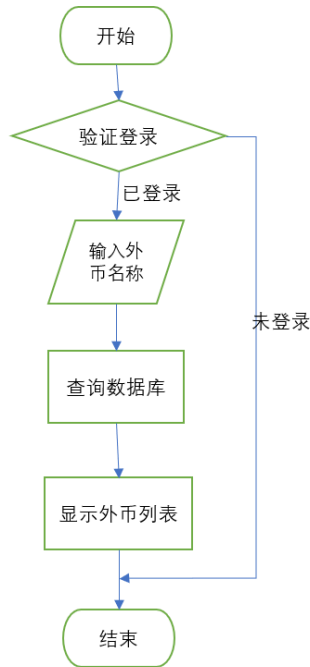 开始
验证登录
已登录
输入外
币名称
未登录
查询数据库
显示外币列表
结束